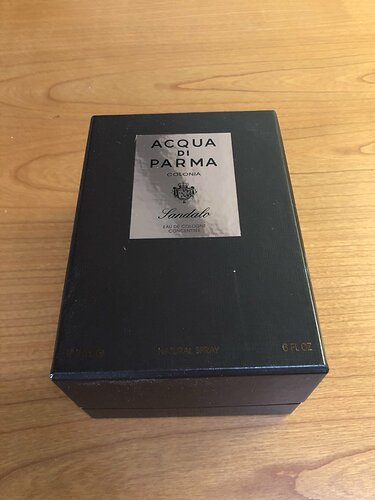 ACQUA
DI
PARMA
COLONIA
Sandalo
EAU DE COLOGNE
CONCENTRÉE
NATURAL SPRAY
6 FL OZ